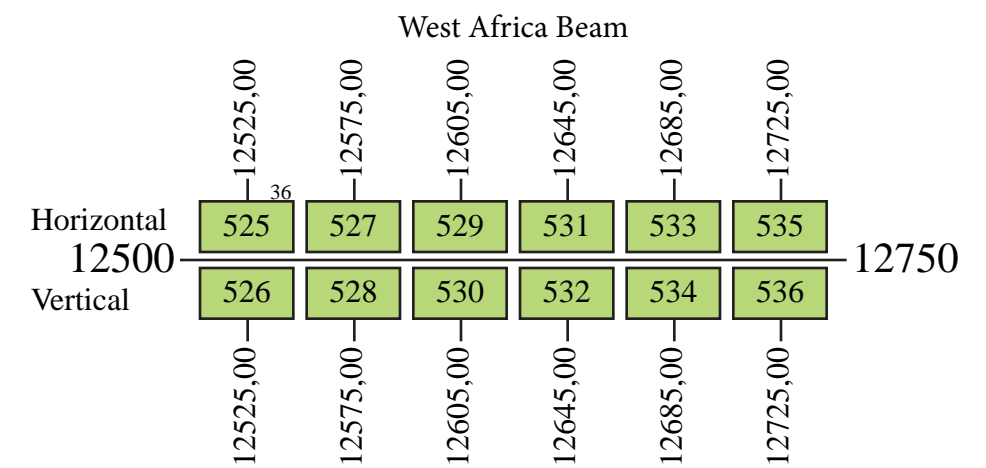 West Africa Beam
12525,00 12575,00 12605,00 12645,00 12685,00 12725,00
36
Horizontal 525 527 529 531 533 535
12500 12750
Vertical 526 528 530 532 534 536
12525,00 12575,00 12605,00 12645,00 12685,00 12725,00